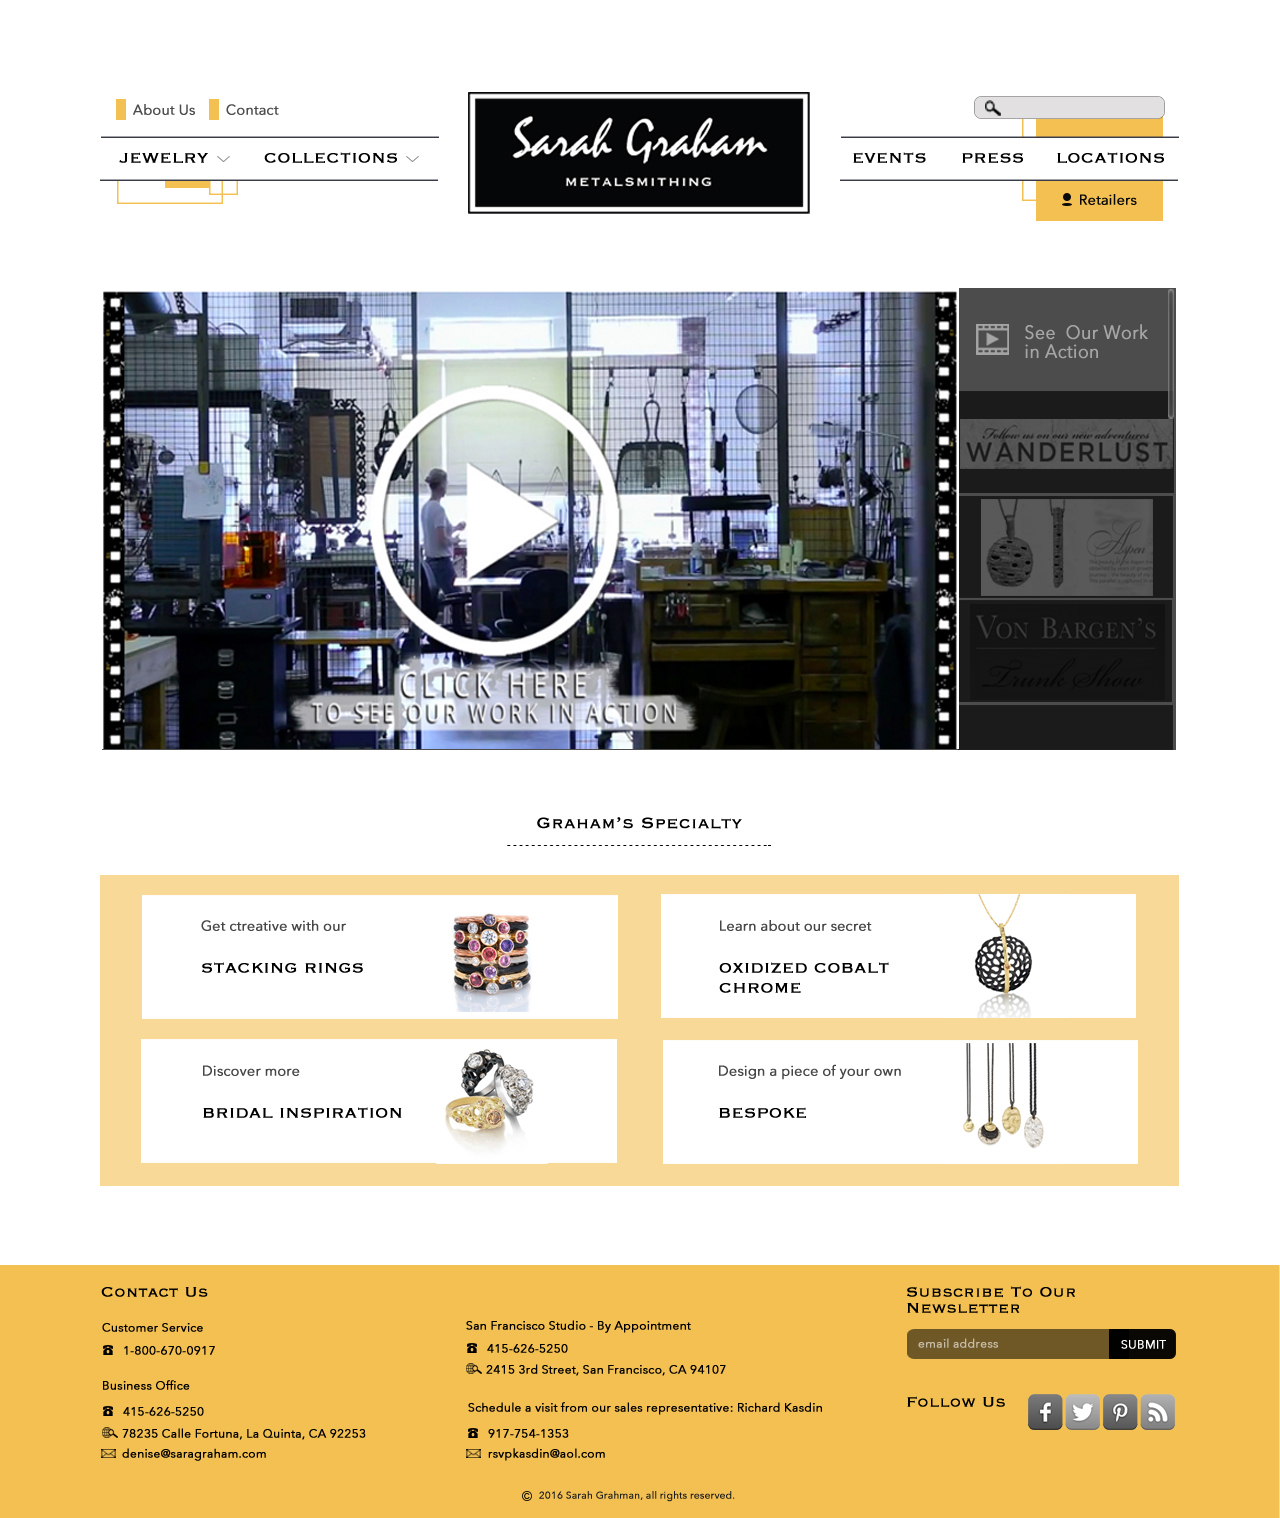 About Us
Contact
Sarah Graham
METALSMITHING
JEWELRY
COLLECTIONS
EVENTS
PRESS
LOCATIONS
Retailers
See Our Work
in Action
Follow us on our new adventures
WANDERLUST
Aspen
VON BARGEN'S
Trunk Show
CLICK HERE
TO SEE OUR WORK IN ACTION
GRAHAM'S SPECIALTY
Get ctreative with our
STACKING RINGS
Learn about our secret
OXIDIZED COBALT
CHROME
Discover more
BRIDAL INSPIRATION
Design a piece of your own
BESPOKE
CONTACT US
Customer Service
1-800-670-0917
Business Office
415-626-5250
78235 Calle Fortuna, La Quinta, CA 92253
denise@saragraham.com
San Francisco Studio - By Appointment
415-626-5250
2415 3rd Street, San Francisco, CA 94107
Schedule a visit from our sales representative: Richard Kasdin
917-754-1353
rsvpkasdin@aol.com
SUBSCRIBE TO OUR
NEWSLETTER
email address
SUBMIT
FOLLOW US
© 2016 Sarah Grahman, all rights reserved.